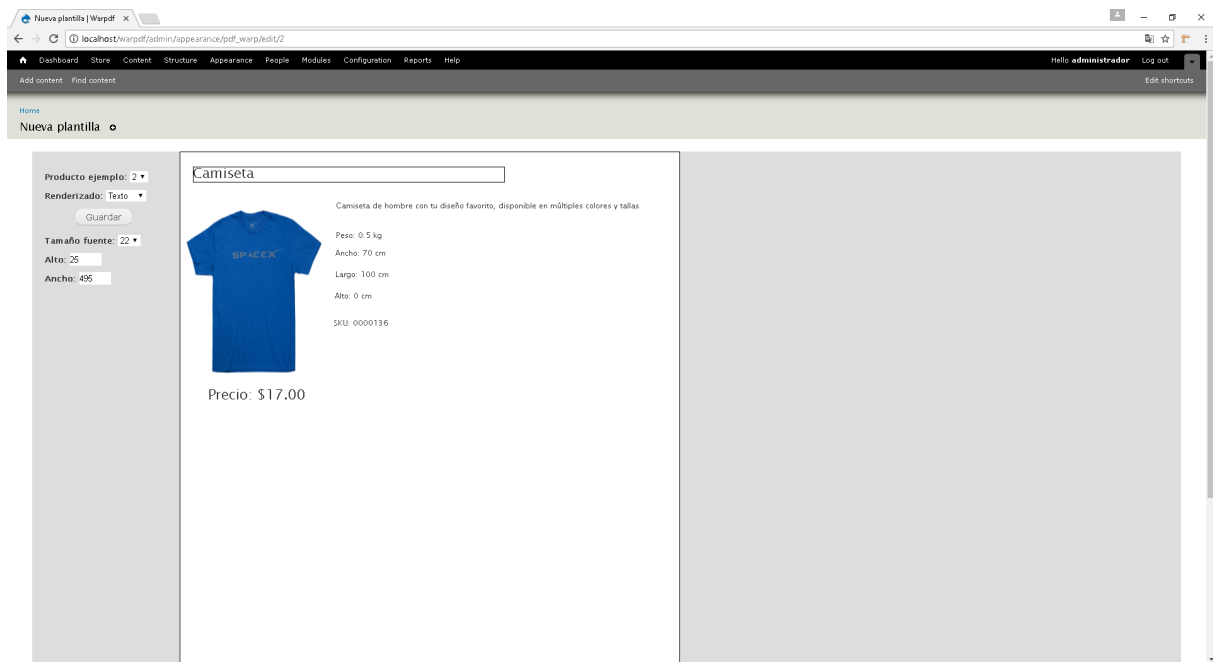 Nueva plantilla | Warpdf
localhost/warpdf/admin/appearance/pdf_warp/edit/2
Dashboard Store Content Structure Appearance People Modules Configuration Reports Help Hello administrador Log out
Add content Find content Edit shortcuts
Home
Nueva plantilla
Producto ejemplo: 2
Renderizado: Texto
Guardar
Tamaño fuente: 22
Alto: 25
Ancho: 495
Camiseta
Camiseta de hombre con tu diseño favorito, disponible en múltiples colores y tallas.
Peso: 0.5 kg
Ancho: 70 cm
Largo: 100 cm
Alto: 0 cm
SKU: 0000136
SPACEX
Precio: $17.00